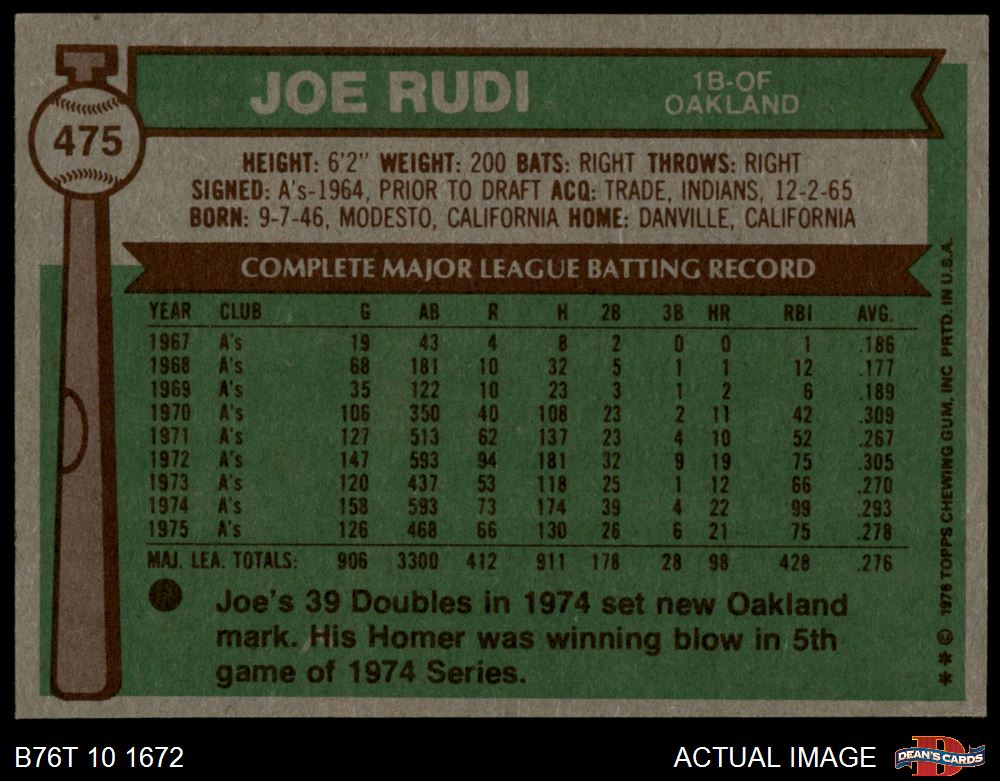 JOE RUDI
1B-OF
OAKLAND
475
HEIGHT: 6'2" WEIGHT: 200 BATS: RIGHT THROWS: RIGHT
SIGNED: A's-1964, PRIOR TO DRAFT ACQ: TRADE, INDIANS, 12-2-65
BORN: 9-7-46, MODESTO, CALIFORNIA HOME: DANVILLE, CALIFORNIA
COMPLETE MAJOR LEAGUE BATTING RECORD
YEAR CLUB G AB R H 2B 3B HR RBI AVG.
1967 A's 19 43 4 8 2 0 0 1 .186
1968 A's 68 181 10 32 5 1 1 12 .177
1969 A's 35 122 10 23 3 1 2 6 .189
1970 A's 106 350 40 108 23 2 11 42 .309
1971 A's 127 513 62 137 23 4 10 52 .267
1972 A's 147 593 94 181 32 9 19 75 .305
1973 A's 120 437 53 118 25 1 12 66 .270
1974 A's 158 593 73 174 39 4 22 99 .293
1975 A's 126 468 66 130 26 6 21 75 .278
MAJ. LEA. TOTALS: 906 3300 412 911 178 28 98 428 .276
Joe's 39 Doubles in 1974 set new Oakland
mark. His Homer was winning blow in 5th
game of 1974 Series.
* * © 1976 TOPPS CHEWING GUM, INC PRTD. IN U.S.A.
B76T 10 1672
ACTUAL IMAGE
D
DEAN'S CARDS